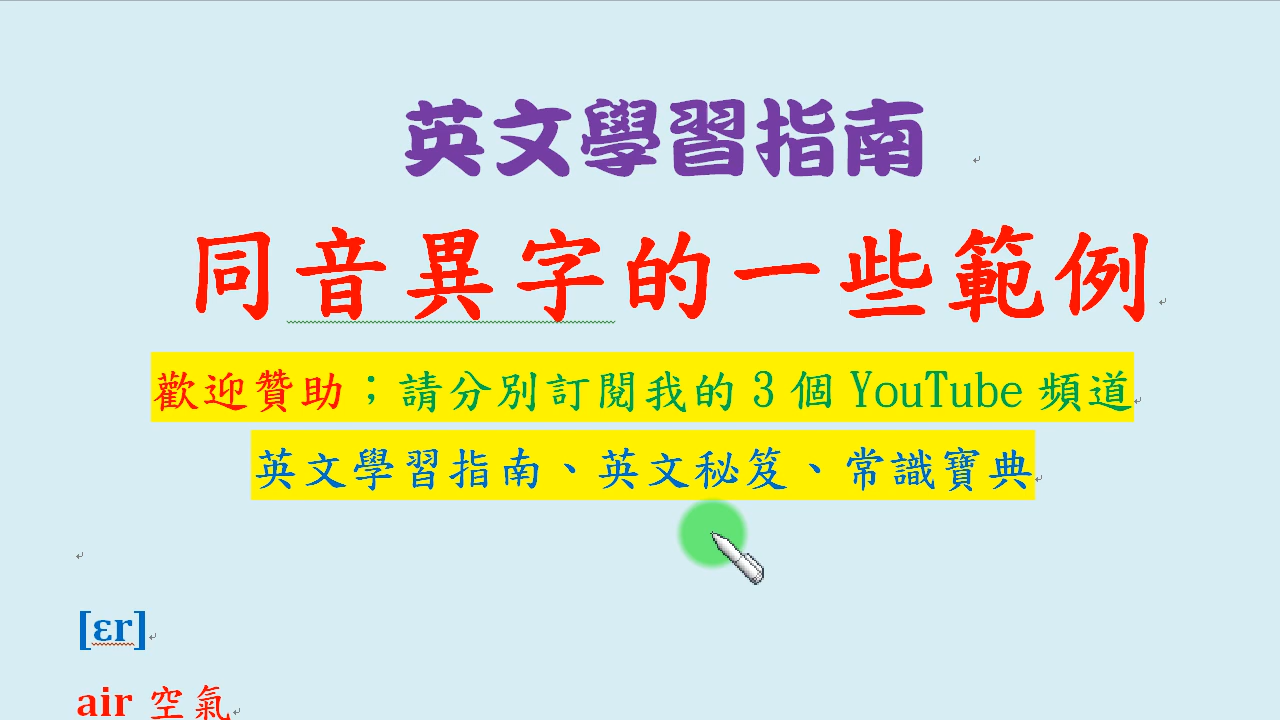 英文學習指南
同音異字的一些範例
歡迎贊助；請分別訂閱我的 3 個 YouTube 頻道
英文學習指南、英文秘笈、常識寶典
[ɛr]
air 空氣